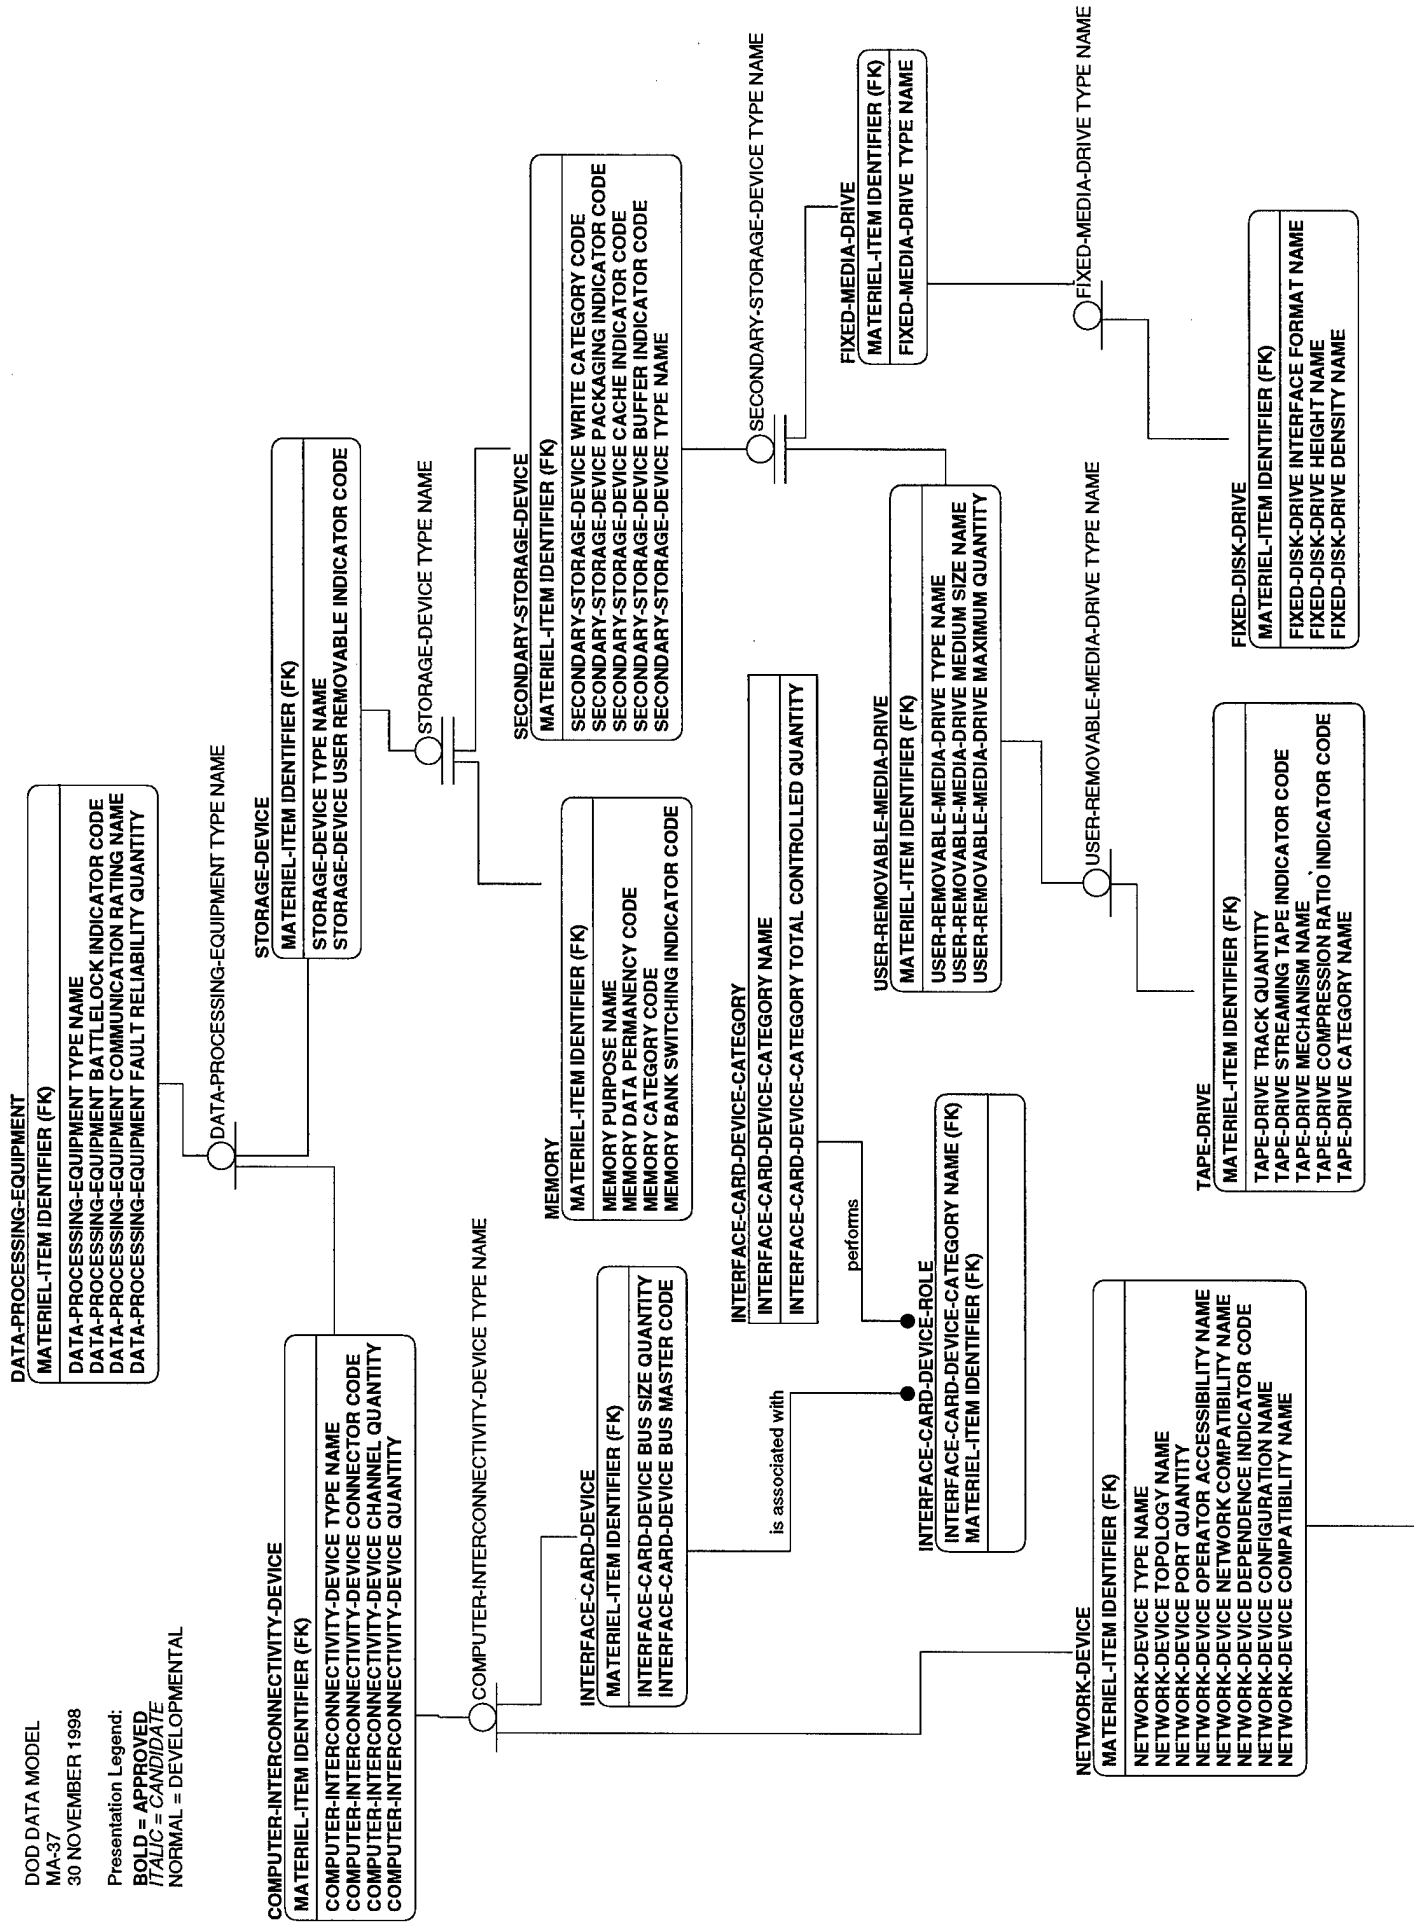 DOD DATA MODEL
MA-37
30 NOVEMBER 1998
Presentation Legend:
BOLD = APPROVED
ITALIC = CANDIDATE
NORMAL = DEVELOPMENTAL
DATA-PROCESSING-EQUIPMENT
MATERIEL-ITEM IDENTIFIER (FK)
DATA-PROCESSING-EQUIPMENT TYPE NAME
DATA-PROCESSING-EQUIPMENT BATTLELOCK INDICATOR CODE
DATA-PROCESSING-EQUIPMENT COMMUNICATION RATING NAME
DATA-PROCESSING-EQUIPMENT FAULT RELIABILITY QUANTITY
DATA-PROCESSING-EQUIPMENT TYPE NAME
COMPUTER-INTERCONNECTIVITY-DEVICE
MATERIEL-ITEM IDENTIFIER (FK)
COMPUTER-INTERCONNECTIVITY-DEVICE TYPE NAME
COMPUTER-INTERCONNECTIVITY-DEVICE CONNECTOR CODE
COMPUTER-INTERCONNECTIVITY-DEVICE CHANNEL QUANTITY
COMPUTER-INTERCONNECTIVITY-DEVICE QUANTITY
STORAGE-DEVICE
MATERIEL-ITEM IDENTIFIER (FK)
STORAGE-DEVICE TYPE NAME
STORAGE-DEVICE USER REMOVABLE INDICATOR CODE
COMPUTER-INTERCONNECTIVITY-DEVICE TYPE NAME
STORAGE-DEVICE TYPE NAME
INTERFACE-CARD-DEVICE
MATERIEL-ITEM IDENTIFIER (FK)
INTERFACE-CARD-DEVICE BUS SIZE QUANTITY
INTERFACE-CARD-DEVICE BUS MASTER CODE
MEMORY
MATERIEL-ITEM IDENTIFIER (FK)
MEMORY PURPOSE NAME
MEMORY DATA PERMANENCY CODE
MEMORY CATEGORY CODE
MEMORY BANK SWITCHING INDICATOR CODE
SECONDARY-STORAGE-DEVICE
MATERIEL-ITEM IDENTIFIER (FK)
SECONDARY-STORAGE-DEVICE WRITE CATEGORY CODE
SECONDARY-STORAGE-DEVICE PACKAGING INDICATOR CODE
SECONDARY-STORAGE-DEVICE CACHE INDICATOR CODE
SECONDARY-STORAGE-DEVICE BUFFER INDICATOR CODE
SECONDARY-STORAGE-DEVICE TYPE NAME
is associated with
INTERFACE-CARD-DEVICE-CATEGORY
INTERFACE-CARD-DEVICE-CATEGORY NAME
INTERFACE-CARD-DEVICE-CATEGORY TOTAL CONTROLLED QUANTITY
performs
SECONDARY-STORAGE-DEVICE TYPE NAME
INTERFACE-CARD-DEVICE-ROLE
INTERFACE-CARD-DEVICE-CATEGORY NAME (FK)
MATERIEL-ITEM IDENTIFIER (FK)
USER-REMOVABLE-MEDIA-DRIVE
MATERIEL-ITEM IDENTIFIER (FK)
USER-REMOVABLE-MEDIA-DRIVE TYPE NAME
USER-REMOVABLE-MEDIA-DRIVE MEDIUM SIZE NAME
USER-REMOVABLE-MEDIA-DRIVE MAXIMUM QUANTITY
FIXED-MEDIA-DRIVE
MATERIEL-ITEM IDENTIFIER (FK)
FIXED-MEDIA-DRIVE TYPE NAME
USER-REMOVABLE-MEDIA-DRIVE TYPE NAME
FIXED-MEDIA-DRIVE TYPE NAME
NETWORK-DEVICE
MATERIEL-ITEM IDENTIFIER (FK)
NETWORK-DEVICE TYPE NAME
NETWORK-DEVICE TOPOLOGY NAME
NETWORK-DEVICE PORT QUANTITY
NETWORK-DEVICE OPERATOR ACCESSIBILITY NAME
NETWORK-DEVICE NETWORK COMPATIBILITY NAME
NETWORK-DEVICE DEPENDENCE INDICATOR CODE
NETWORK-DEVICE CONFIGURATION NAME
NETWORK-DEVICE COMPATIBILITY NAME
TAPE-DRIVE
MATERIEL-ITEM IDENTIFIER (FK)
TAPE-DRIVE TRACK QUANTITY
TAPE-DRIVE STREAMING TAPE INDICATOR CODE
TAPE-DRIVE MECHANISM NAME
TAPE-DRIVE COMPRESSION RATIO INDICATOR CODE
TAPE-DRIVE CATEGORY NAME
FIXED-DISK-DRIVE
MATERIEL-ITEM IDENTIFIER (FK)
FIXED-DISK-DRIVE INTERFACE FORMAT NAME
FIXED-DISK-DRIVE HEIGHT NAME
FIXED-DISK-DRIVE DENSITY NAME